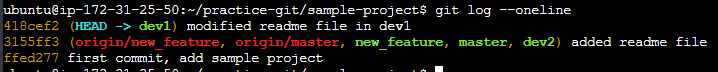 ubuntu@ip-172-31-25-50:~/practice-git/sample-project$ git log --oneline
418cef2 (HEAD -> dev1) modified readme file in dev1
3155ff3 (origin/new_feature, origin/master, new_feature, master, dev2) added readme file
ffed277 first commit, add sample project